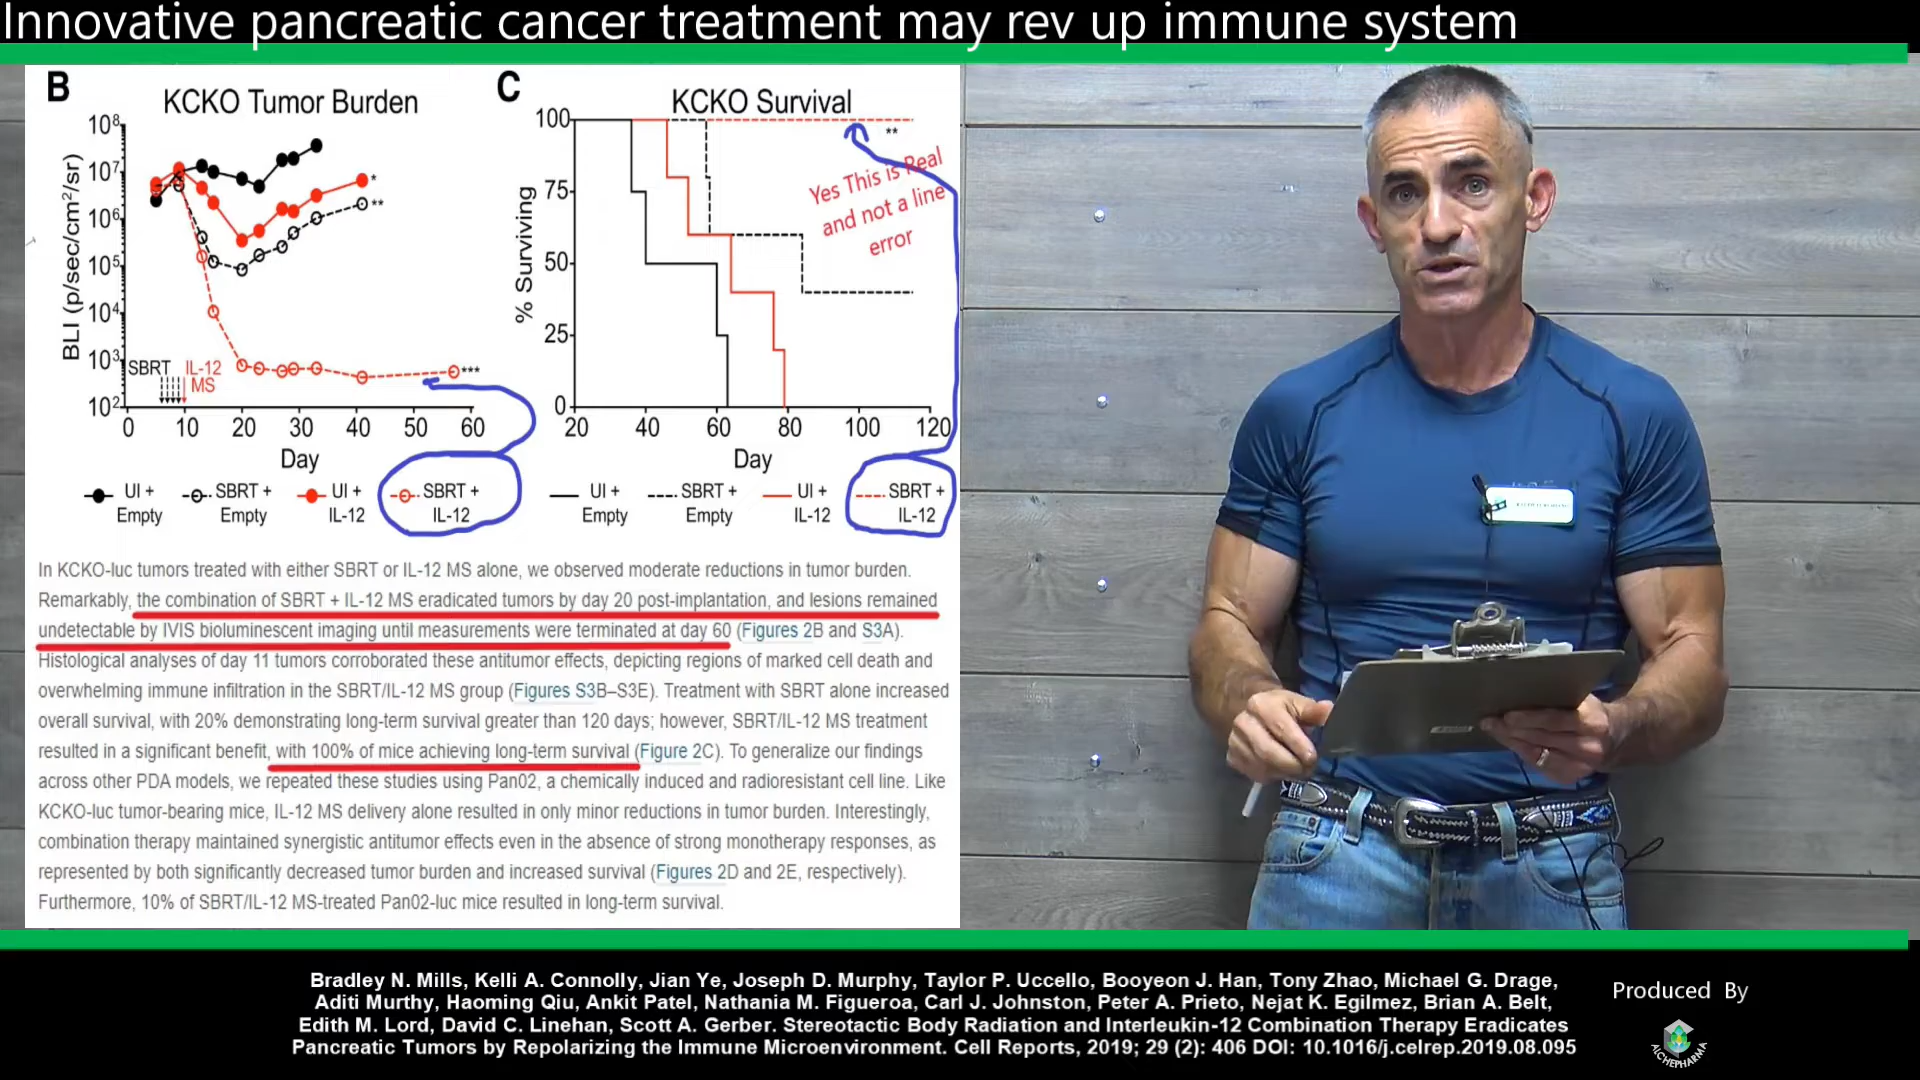 Innovative pancreatic cancer treatment may rev up immune system
B
KCKO Tumor Burden
BLI (p/sec/cm²/sr)
10⁸
10⁷
10⁶
10⁵
10⁴
10³
10²
*
**
***
SBRT
IL-12
MS
0 10 20 30 40 50 60
Day
UI + Empty
SBRT + Empty
UI + IL-12
SBRT + IL-12
C
KCKO Survival
% Surviving
100
75
50
25
0
**
Yes This is Real
and not a line
error
20 40 60 80 100 120
Day
UI + Empty
SBRT + Empty
UI + IL-12
SBRT + IL-12
In KCKO-luc tumors treated with either SBRT or IL-12 MS alone, we observed moderate reductions in tumor burden.
Remarkably, the combination of SBRT + IL-12 MS eradicated tumors by day 20 post-implantation, and lesions remained
undetectable by IVIS bioluminescent imaging until measurements were terminated at day 60 (Figures 2B and S3A).
Histological analyses of day 11 tumors corroborated these antitumor effects, depicting regions of marked cell death and
overwhelming immune infiltration in the SBRT/IL-12 MS group (Figures S3B–S3E). Treatment with SBRT alone increased
overall survival, with 20% demonstrating long-term survival greater than 120 days; however, SBRT/IL-12 MS treatment
resulted in a significant benefit, with 100% of mice achieving long-term survival (Figure 2C). To generalize our findings
across other PDA models, we repeated these studies using Pan02, a chemically induced and radioresistant cell line. Like
KCKO-luc tumor-bearing mice, IL-12 MS delivery alone resulted in only minor reductions in tumor burden. Interestingly,
combination therapy maintained synergistic antitumor effects even in the absence of strong monotherapy responses, as
represented by both significantly decreased tumor burden and increased survival (Figures 2D and 2E, respectively).
Furthermore, 10% of SBRT/IL-12 MS-treated Pan02-luc mice resulted in long-term survival.
Bradley N. Mills, Kelli A. Connolly, Jian Ye, Joseph D. Murphy, Taylor P. Uccello, Booyeon J. Han, Tony Zhao, Michael G. Drage,
Aditi Murthy, Haoming Qiu, Ankit Patel, Nathania M. Figueroa, Carl J. Johnston, Peter A. Prieto, Nejat K. Egilmez, Brian A. Belt,
Edith M. Lord, David C. Linehan, Scott A. Gerber. Stereotactic Body Radiation and Interleukin-12 Combination Therapy Eradicates
Pancreatic Tumors by Repolarizing the Immune Microenvironment. Cell Reports, 2019; 29 (2): 406 DOI: 10.1016/j.celrep.2019.08.095
Produced By
ALCHEPHARMA